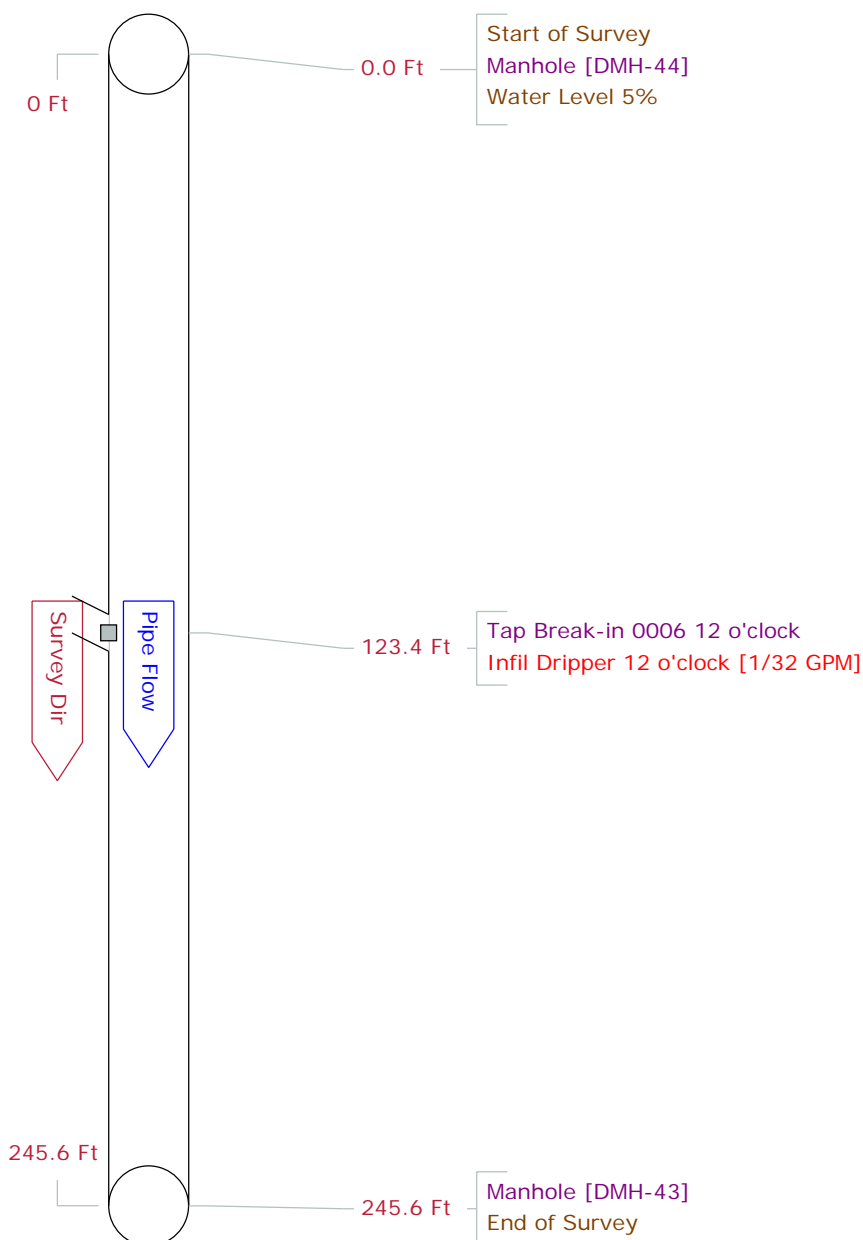 Start of Survey
0.0 Ft
Manhole [DMH-44]
Water Level 5%
0 Ft
Tap Break-in 0006 12 o'clock
123.4 Ft
Infil Dripper 12 o'clock [1/32 GPM]
Survey Dir
Pipe Flow
245.6 Ft
Manhole [DMH-43]
245.6 Ft
End of Survey